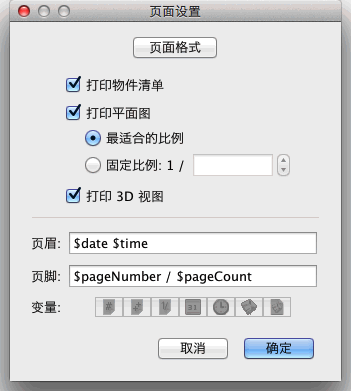 页面设置
页面格式
打印物件清单
打印平面图
最适合的比例
固定比例: 1 /
打印 3D 视图
页眉: $date $time
页脚: $pageNumber / $pageCount
变量:
取消 确定